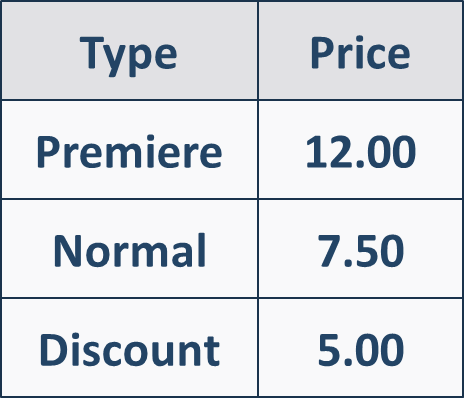 Type Price
Premiere 12.00
Normal 7.50
Discount 5.00